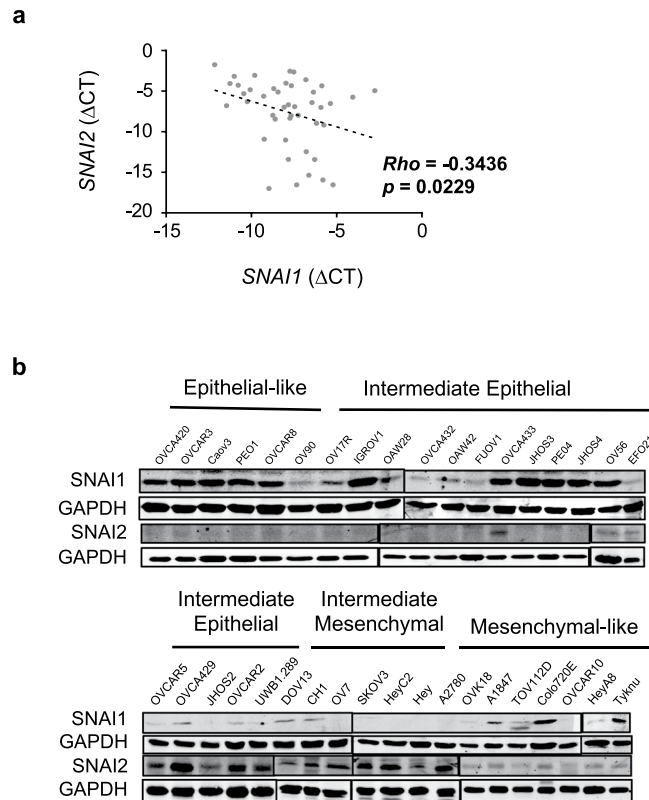 a
0
-5
-10
-15
-20
SNAI2 (ΔCT)
Rho = -0.3436
p = 0.0229
-15 -10 -5 0
SNAI1 (ΔCT)
b
Epithelial-like Intermediate Epithelial
OVCA420 OVCAR3 Caov3 PEO1 OVCAR8 OV90 OV17R IGROV1 OAW28 OVCA432 OAW42 FUOV1 OVCA433 JHOS3 PE04 JHOS4 OV56
SNAI1
GAPDH
SNAI2
GAPDH
Intermediate Epithelial
Intermediate Mesenchymal
Mesenchymal-like
OVCAR5 OVCA429 JHOS2 OVCAR2 UWB1.289 DOV13 CH1 OV7 SKOV3 HeyC2 Hey A2780 OVK18 A1847 TOV112D Colo720E OVCAR10 HeyA8 Tyknu
SNAI1
GAPDH
SNAI2
GAPDH